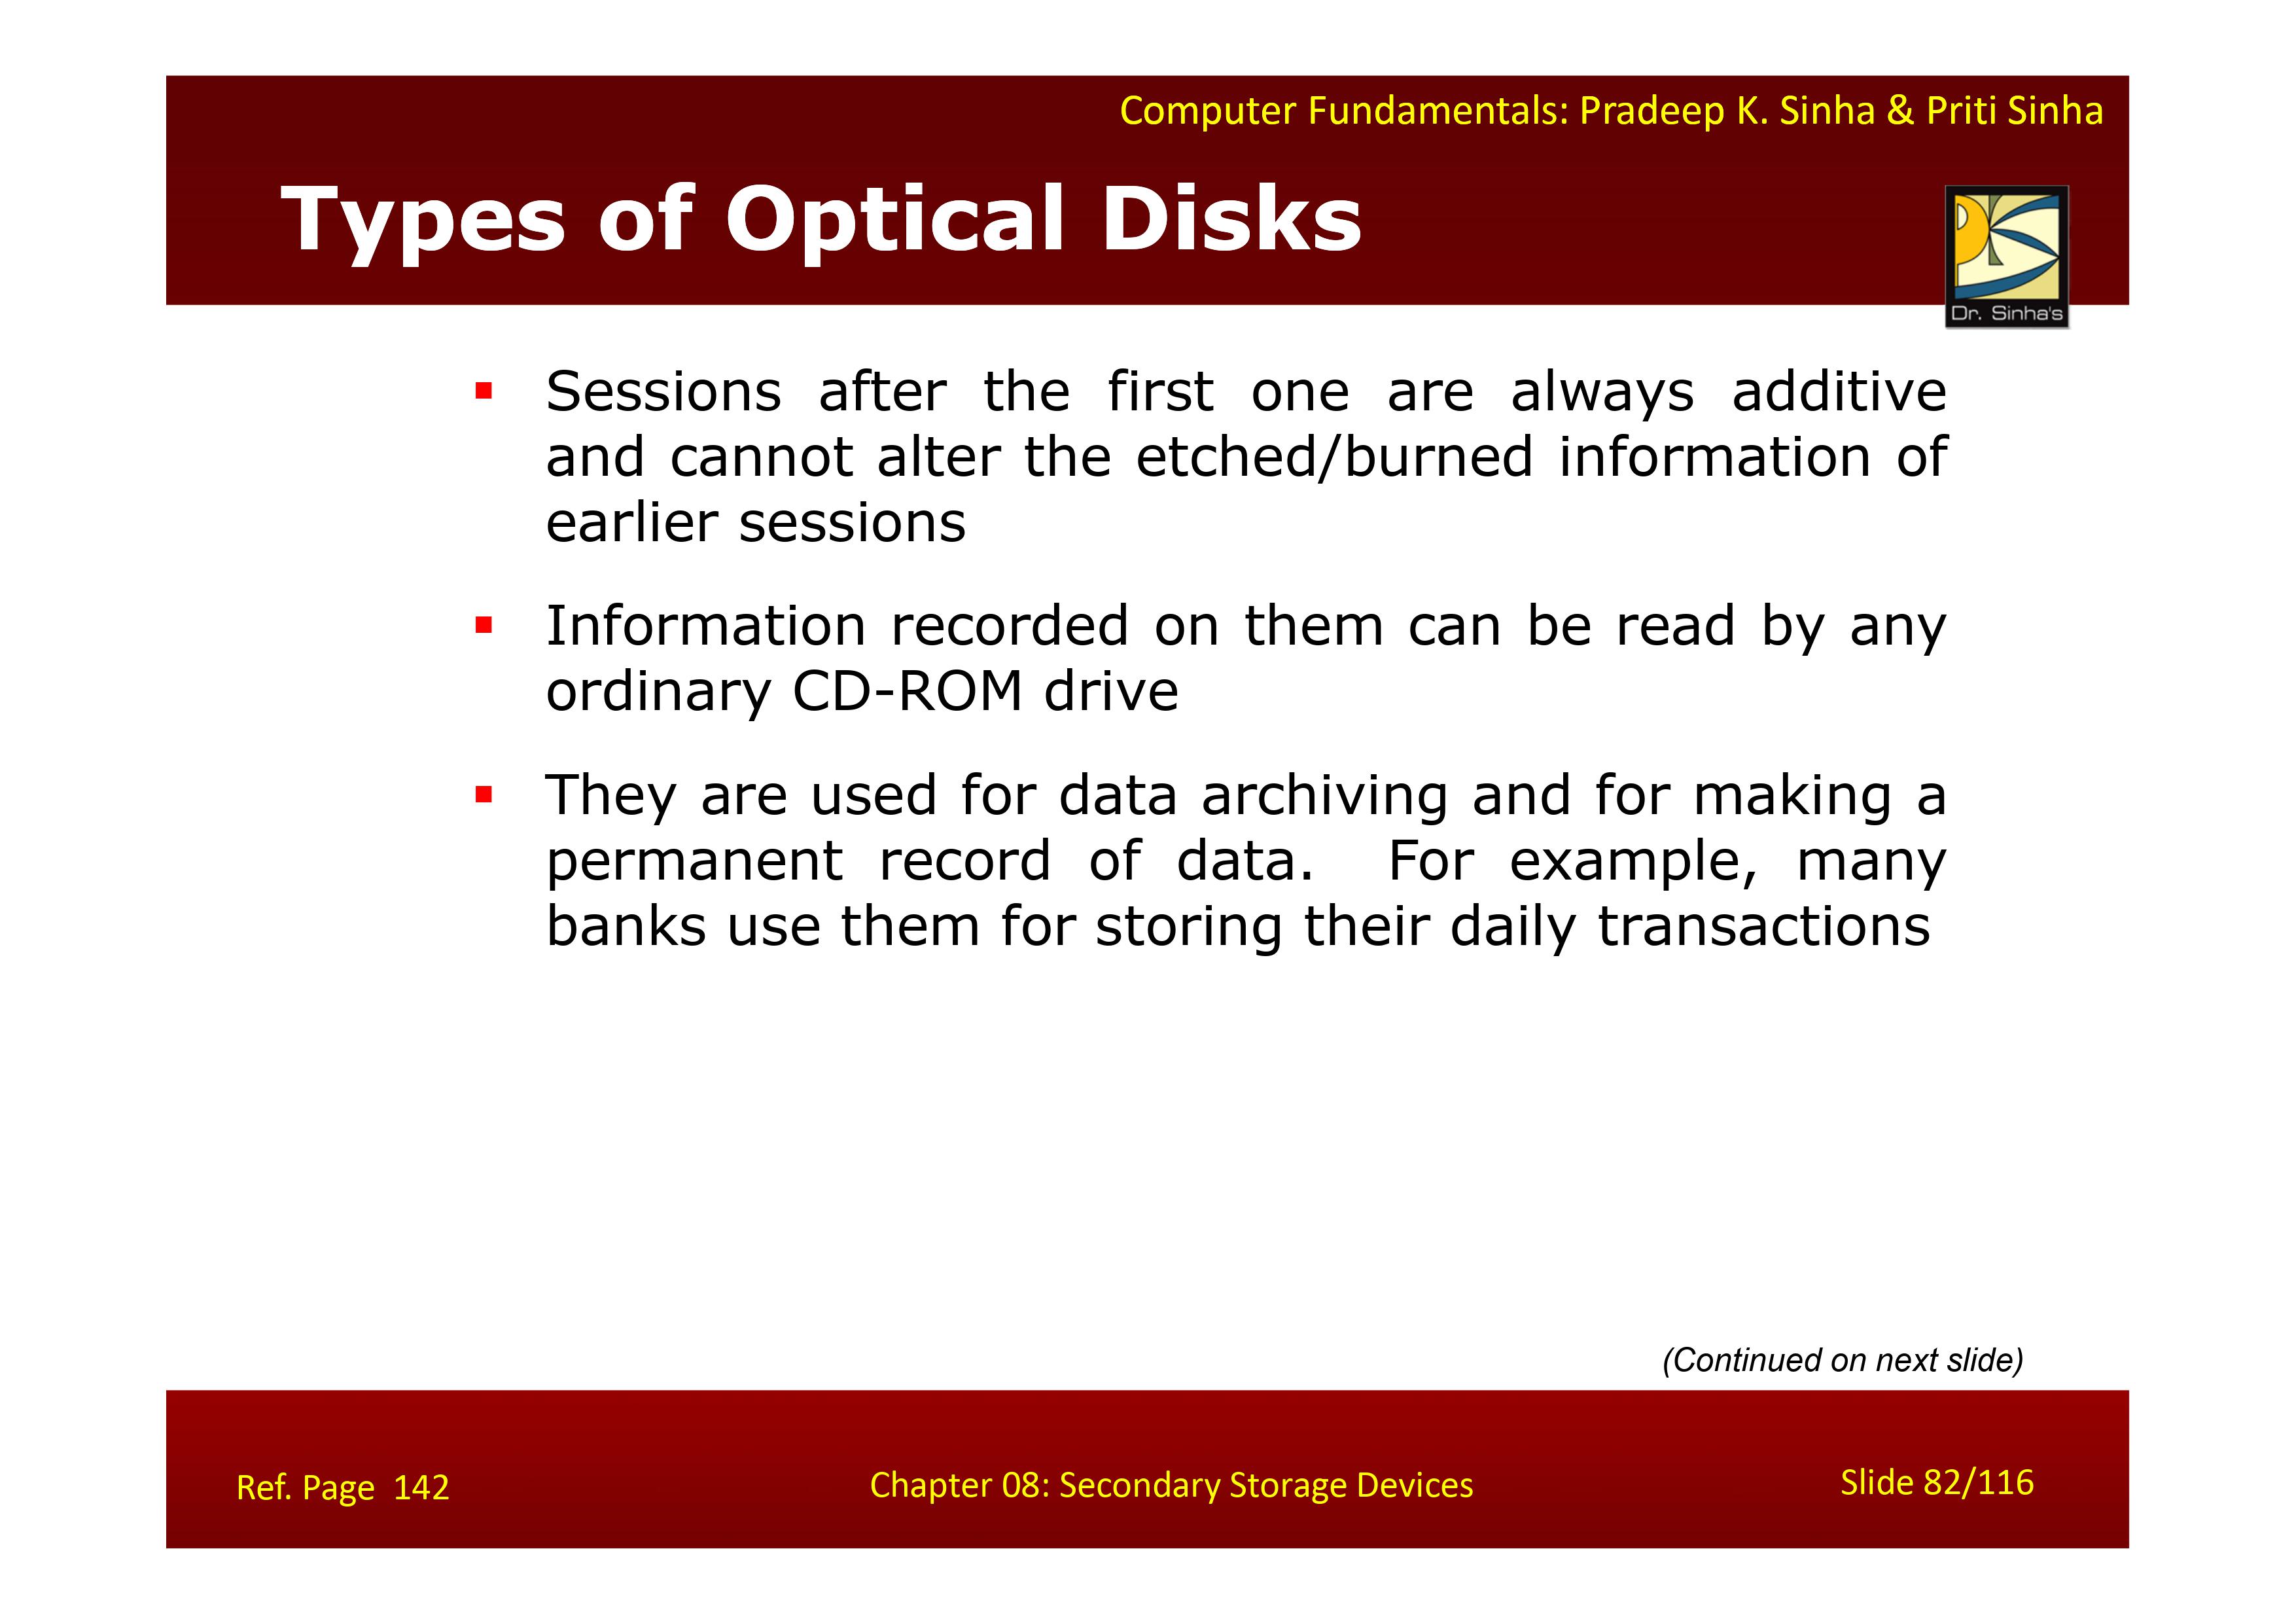 Computer Fundamentals: Pradeep K. Sinha & Priti Sinha
Types of Optical Disks
Dr. Sinha's
▪ Sessions after the first one are always additive
and cannot alter the etched/burned information of
earlier sessions
▪ Information recorded on them can be read by any
ordinary CD-ROM drive
▪ They are used for data archiving and for making a
permanent record of data. For example, many
banks use them for storing their daily transactions
(Continued on next slide)
Ref. Page 142
Chapter 08: Secondary Storage Devices
Slide 82/116